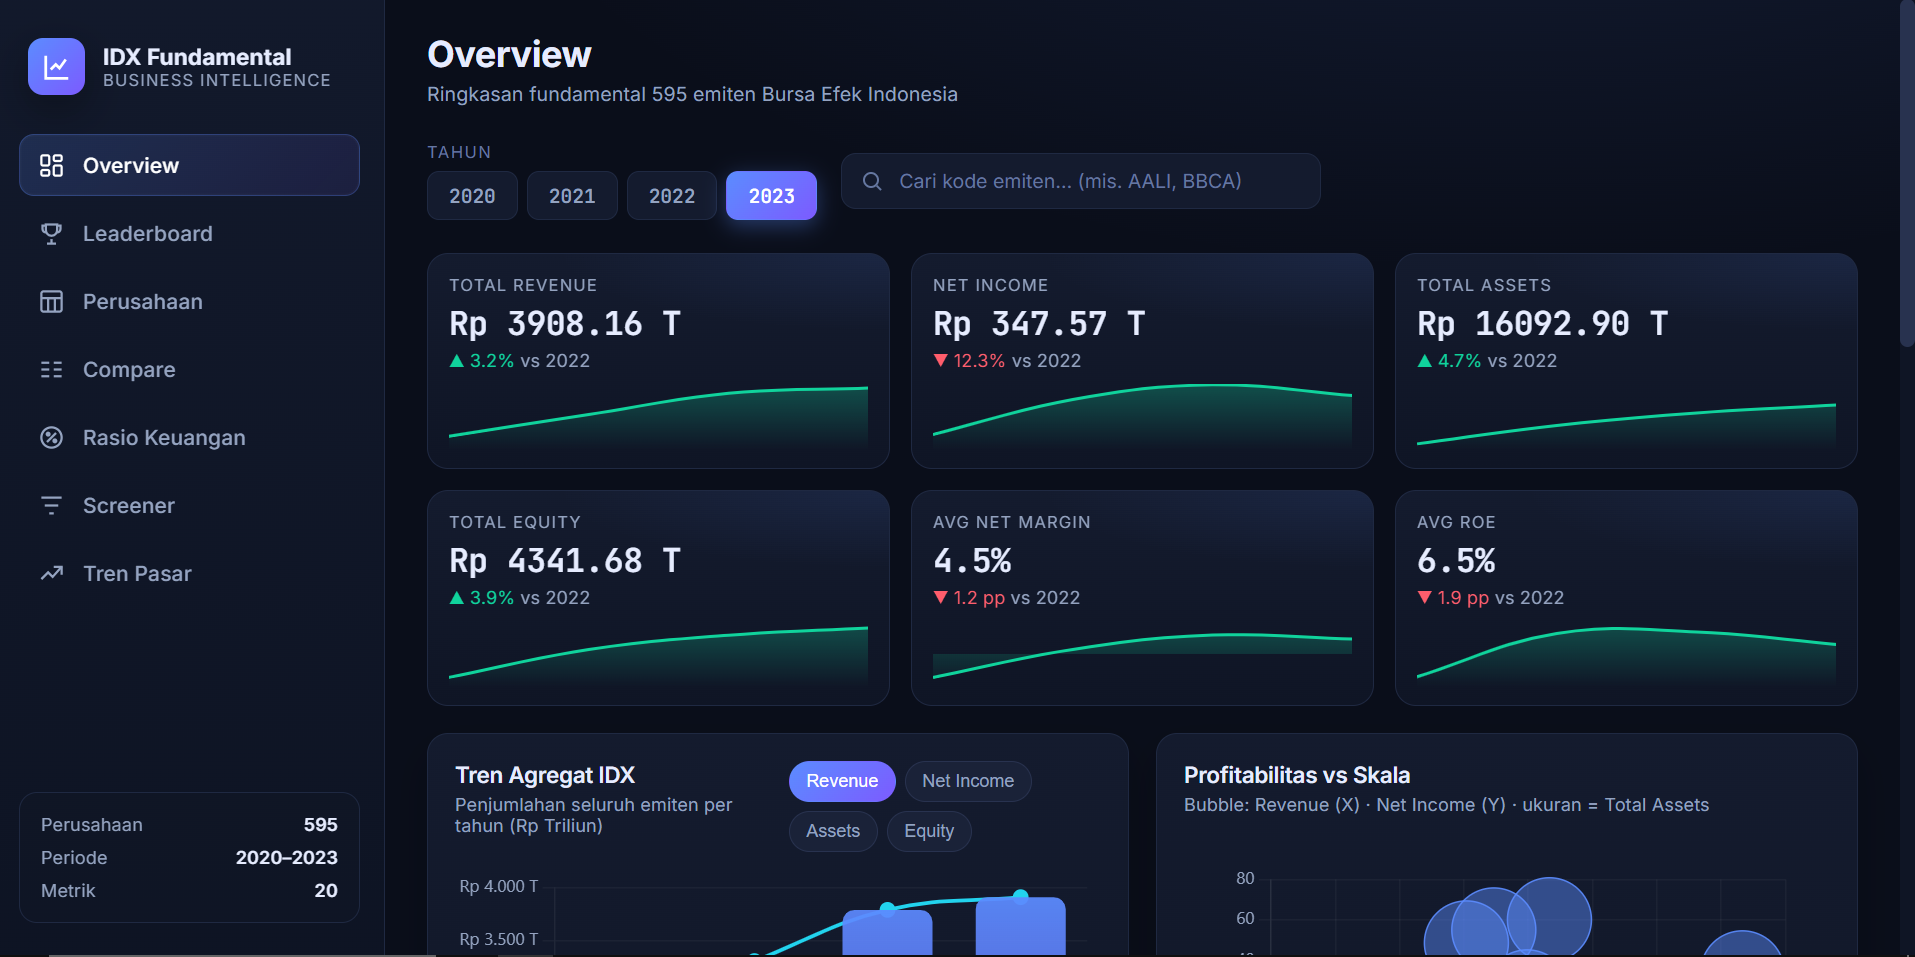 IDX Fundamental
BUSINESS INTELLIGENCE
Overview
Leaderboard
Perusahaan
Compare
Rasio Keuangan
Screener
Tren Pasar
Perusahaan 595
Periode 2020–2023
Metrik 20
Overview
Ringkasan fundamental 595 emiten Bursa Efek Indonesia
TAHUN
2020 2021 2022 2023
Cari kode emiten... (mis. AALI, BBCA)
TOTAL REVENUE
Rp 3908.16 T
▲ 3.2% vs 2022
NET INCOME
Rp 347.57 T
▼ 12.3% vs 2022
TOTAL ASSETS
Rp 16092.90 T
▲ 4.7% vs 2022
TOTAL EQUITY
Rp 4341.68 T
▲ 3.9% vs 2022
AVG NET MARGIN
4.5%
▼ 1.2 pp vs 2022
AVG ROE
6.5%
▼ 1.9 pp vs 2022
Tren Agregat IDX
Penjumlahan seluruh emiten per
tahun (Rp Triliun)
Revenue Net Income
Assets Equity
Rp 4.000 T
Rp 3.500 T
Profitabilitas vs Skala
Bubble: Revenue (X) · Net Income (Y) · ukuran = Total Assets
80
60